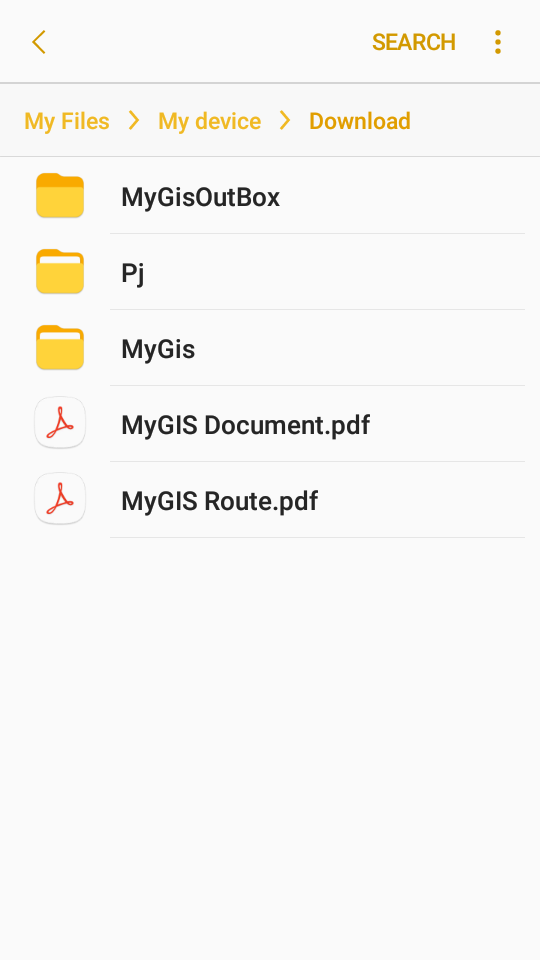 SEARCH
My Files > My device > Download
MyGisOutBox
Pj
MyGis
MyGIS Document.pdf
MyGIS Route.pdf